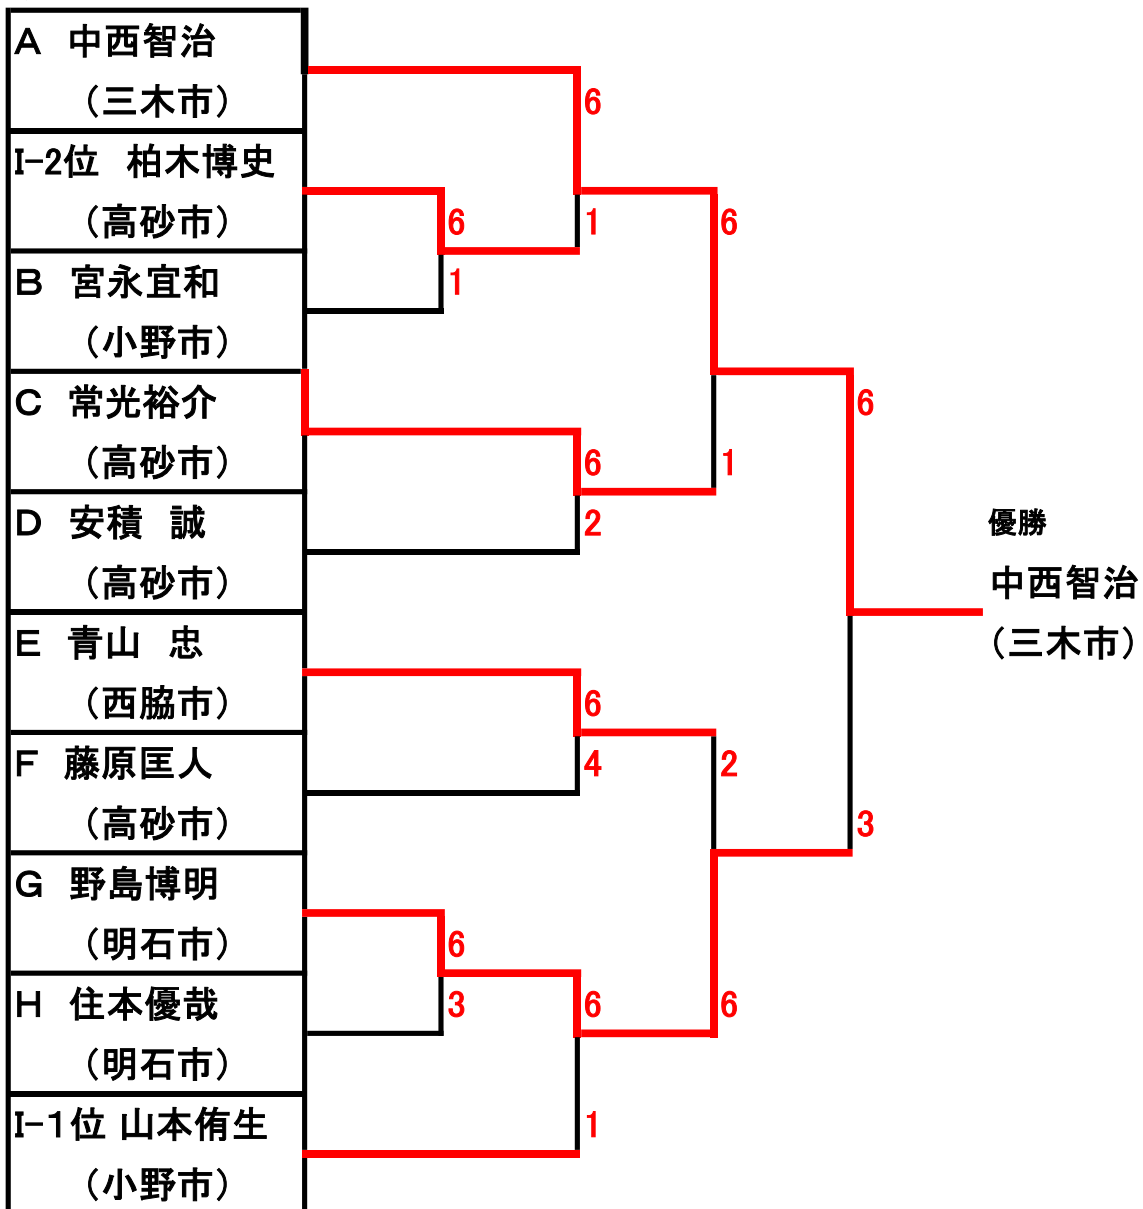 A 中西智治
（三木市）
I-2位 柏木博史
（高砂市）
B 宮永宜和
（小野市）
C 常光裕介
（高砂市）
D 安積 誠
（高砂市）
E 青山 忠
（西脇市）
F 藤原匡人
（高砂市）
G 野島博明
（明石市）
H 住本優哉
（明石市）
I-1位 山本侑生
（小野市）
6
1
6
1
6
2
6
4
6
3
6
1
6
1
2
6
6
3
優勝
中西智治
（三木市）